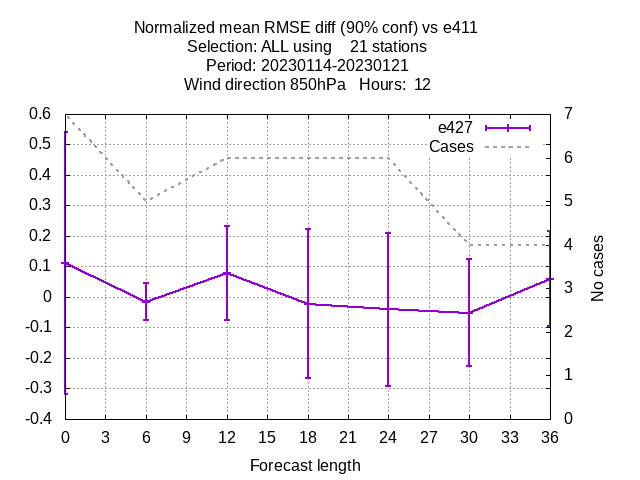 Normalized mean RMSE diff (90% conf) vs e411
Selection: ALL using    21 stations
Period: 20230114-20230121
Wind direction 850hPa   Hours:  12
e427
Cases
0.6
0.5
0.4
0.3
0.2
0.1
0
-0.1
-0.2
-0.3
-0.4
7
6
5
4
3
2
1
0
No cases
0 3 6 9 12 15 18 21 24 27 30 33 36
Forecast length